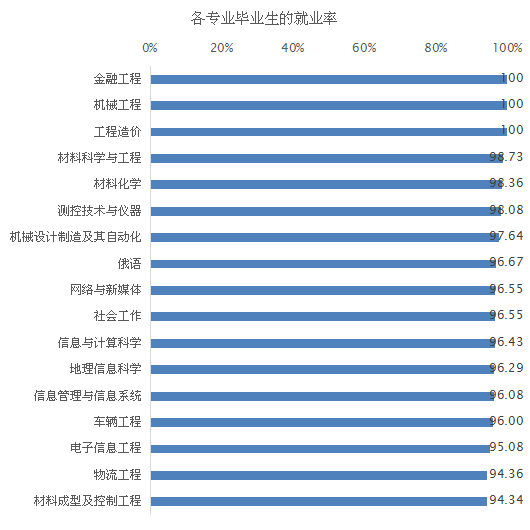 各专业毕业生的就业率
0% 20% 40% 60% 80% 100%
金融工程 100
机械工程 100
工程造价 100
材料科学与工程 98.73
材料化学 98.36
测控技术与仪器 98.08
机械设计制造及其自动化 97.64
俄语 96.67
网络与新媒体 96.55
社会工作 96.55
信息与计算科学 96.43
地理信息科学 96.29
信息管理与信息系统 96.08
车辆工程 96.00
电子信息工程 95.08
物流工程 94.36
材料成型及控制工程 94.34